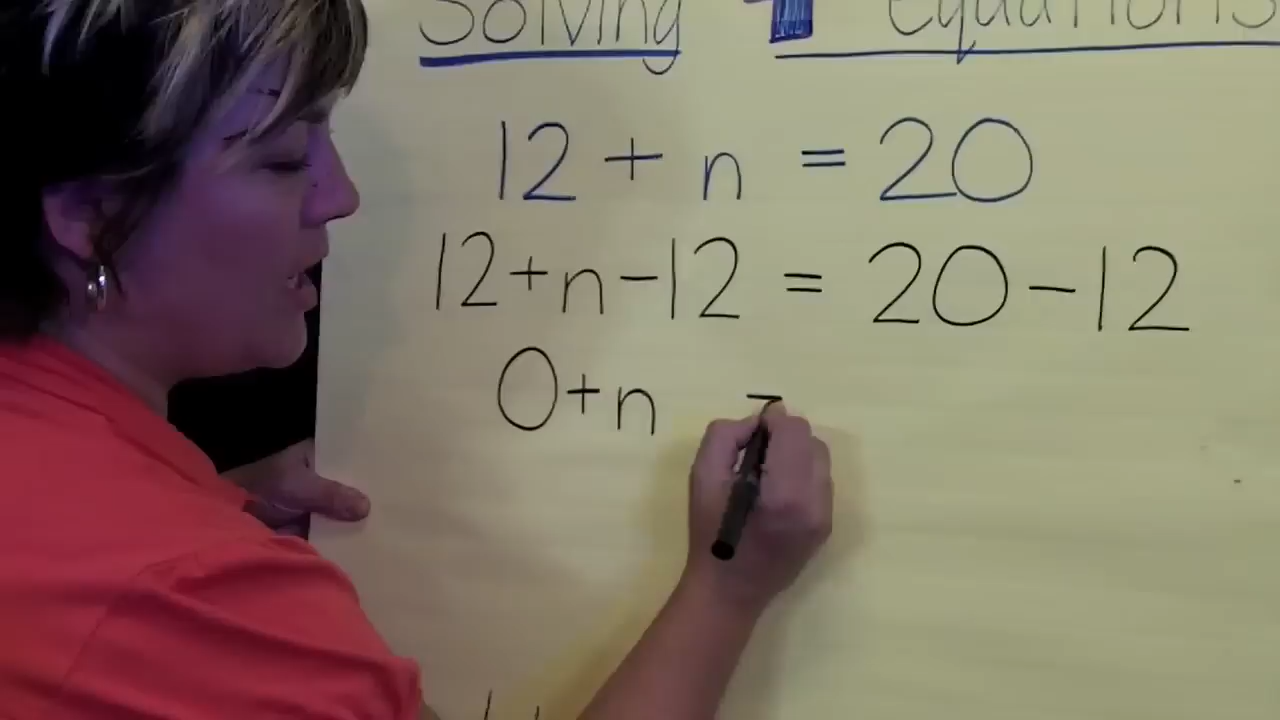 Solving equations
12 + n = 20
12+n-12 = 20-12
0+n